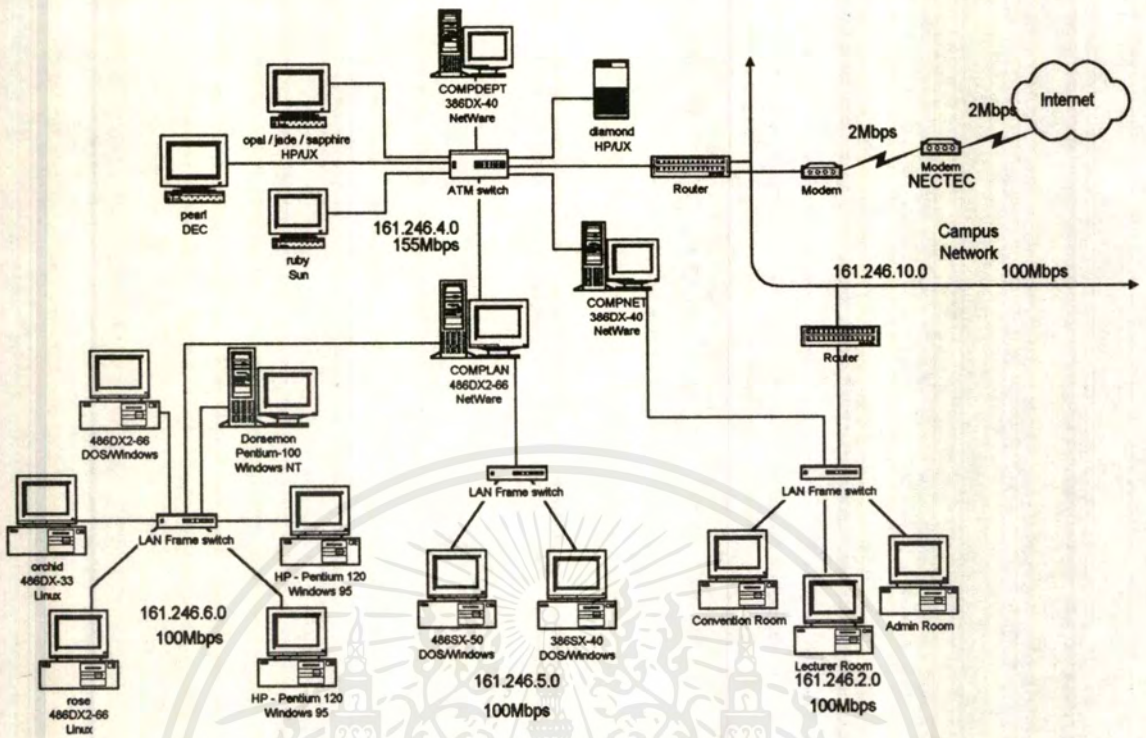 COMPDEPT
386DX-40
NetWare
opal / jade / sapphire
HP/UX
diamond
HP/UX
2Mbps
Internet
2Mbps
Modem
NECTEC
Modem
Router
ATM switch
pearl
DEC
ruby
Sun
161.246.4.0
155Mbps
Campus
Network
161.246.10.0 100Mbps
COMPNET
386DX-40
NetWare
Router
COMPLAN
486DX2-66
NetWare
486DX2-66
DOS/Windows
Doraemon
Pentium-100
Windows NT
LAN Frame switch
LAN Frame switch
LAN Frame switch
orchid
486DX-33
Linux
HP - Pentium 120
Windows 95
161.246.6.0
100Mbps
rose
486DX2-66
Linux
HP - Pentium 120
Windows 95
486SX-50
DOS/Windows
386SX-40
DOS/Windows
161.246.5.0
100Mbps
Convention Room
Admin Room
Lecturer Room
161.246.2.0
100Mbps